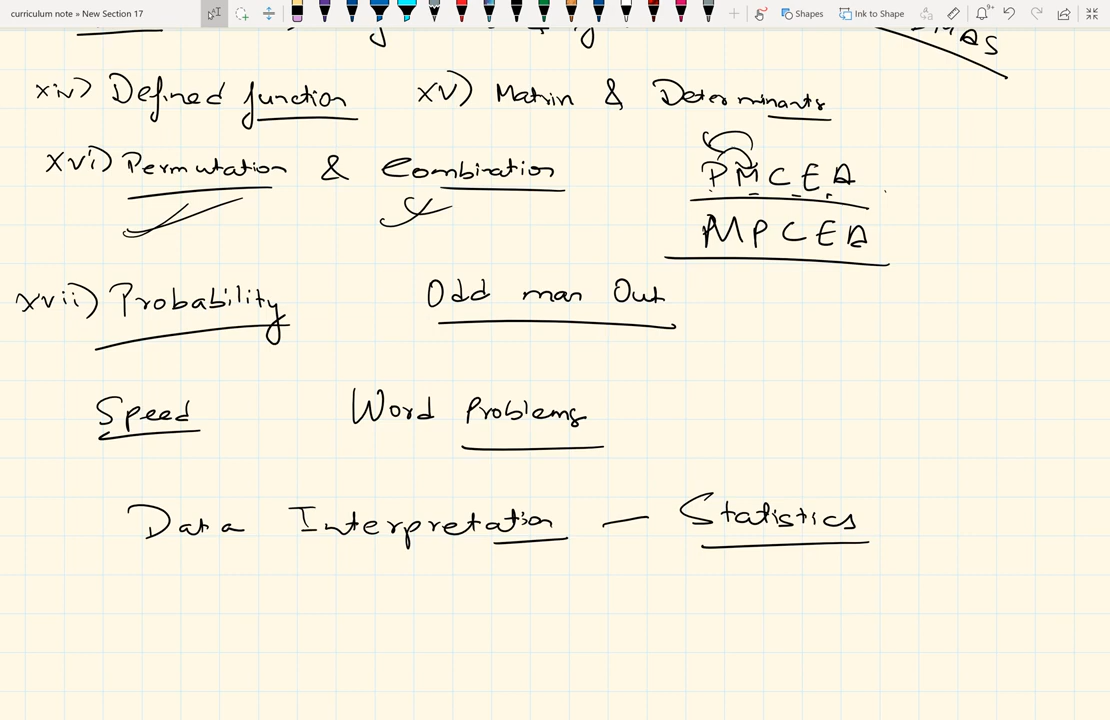 curriculum note » New Section 17
Shapes
Ink to Shape
9+
xiv) Defined function xv) Matrix & Determinants
xvi) Permutation & Combination PMCEA
MPCEA
xvii) Probability Odd man Out
Speed Word Problems
Data Interpretation — Statistics